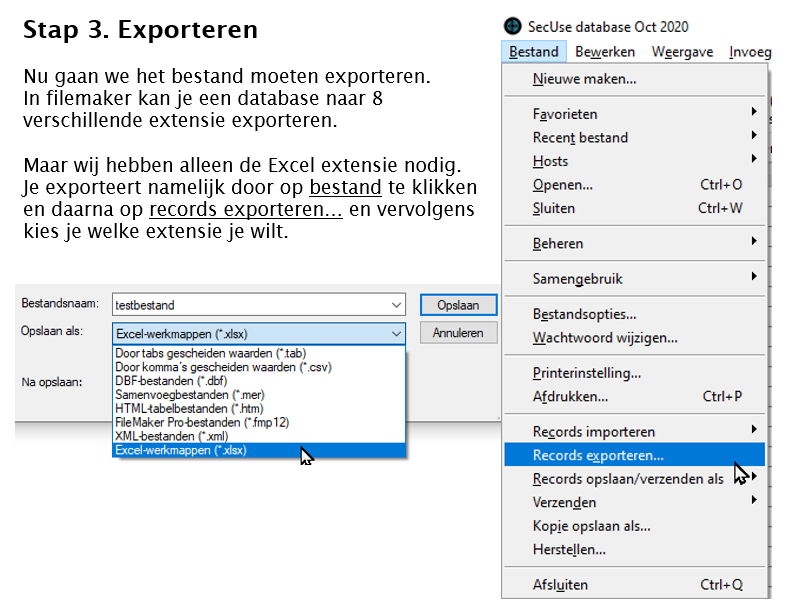 Stap 3. Exporteren
Nu gaan we het bestand moeten exporteren.
In filemaker kan je een database naar 8
verschillende extensie exporteren.
Maar wij hebben alleen de Excel extensie nodig.
Je exporteert namelijk door op bestand te klikken
en daarna op records exporteren... en vervolgens
kies je welke extensie je wilt.
Bestandsnaam: testbestand Opslaan
Opslaan als: Excel-werkmappen (*.xlsx) Annuleren
Door tabs gescheiden waarden (*.tab)
Door komma's gescheiden waarden (*.csv)
Na opslaan: DBF-bestanden (*.dbf)
Samenvoegbestanden (*.mer)
HTML-tabelbestanden (*.htm)
FileMaker Pro-bestanden (*.fmp12)
XML-bestanden (*.xml)
Excel-werkmappen (*.xlsx)
SecUse database Oct 2020
Bestand Bewerken Weergave Invoeg
Nieuwe maken...
Favorieten
Recent bestand
Hosts
Openen... Ctrl+O
Sluiten Ctrl+W
Beheren
Samengebruik
Bestandsopties...
Wachtwoord wijzigen...
Printerinstelling...
Afdrukken... Ctrl+P
Records importeren
Records exporteren...
Records opslaan/verzenden als
Verzenden
Kopie opslaan als...
Herstellen...
Afsluiten Ctrl+Q